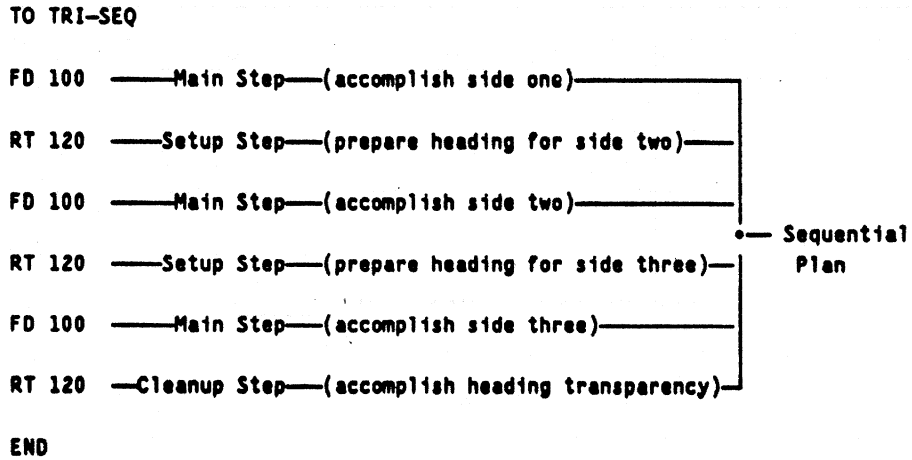 TO TRI-SEQ
FD 100 Main Step (accomplish side one)
RT 120 Setup Step (prepare heading for side two)
FD 100 Main Step (accomplish side two)
Sequential
RT 120 Setup Step (prepare heading for side three)
Plan
FD 100 Main Step (accomplish side three)
RT 120 Cleanup Step (accomplish heading transparency)
END